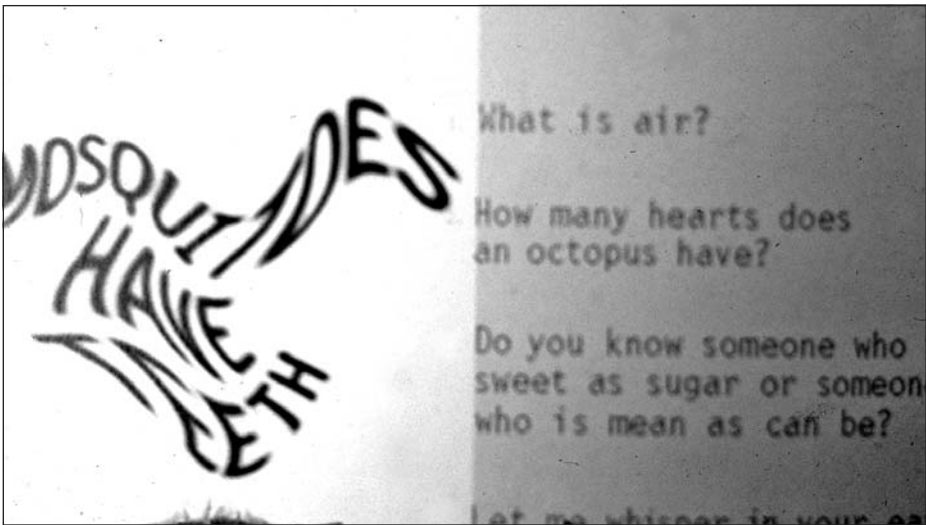 MOSQUITOES
HAVE
TEETH
What is air?
How many hearts does
an octopus have?
Do you know someone who
sweet as sugar or someon
who is mean as can be?
Let me whisper in your